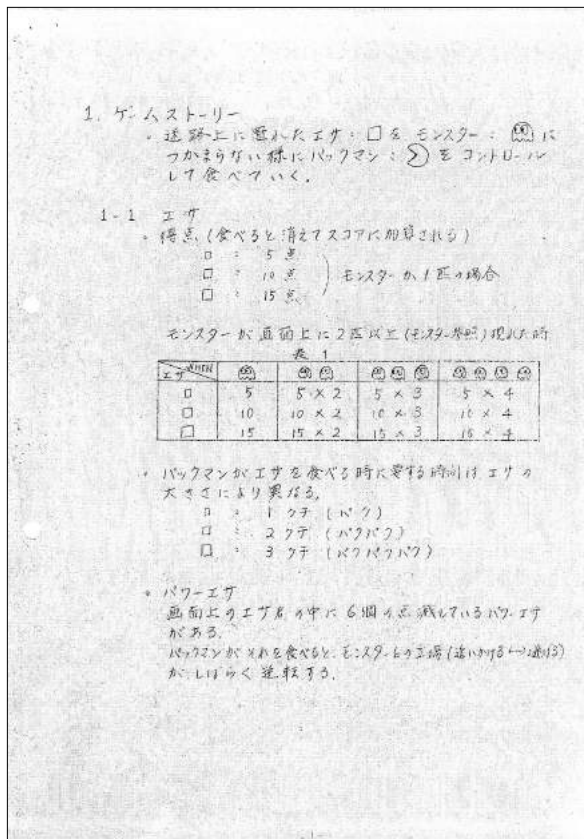 1. ゲームストーリー
。迷路上に置れたエサ：□を モンスター： に
つかまらない様にパックマン： をコントロール
して食べていく.
1-1 エサ
。得点 (食べると消えてスコアに加算される)
□ : 5 点
□ : 10 点
□ : 15 点
モンスターが1匹の場合
モンスターが画面上に2匹以上(モンスター参照)現れた時
表 1
エサ WHEN
□ 5 5×2 5×3 5×4
□ 10 10×2 10×3 10×4
□ 15 15×2 15×3 15×4
。パックマンがエサを食べる時に要する時間はエサの
大きさにより異なる.
□ : 1クチ (パク)
□ : 2クチ (パクパク)
□ : 3クチ (パクパクパク)
。パワーエサ
画面上のエサ の中に6個の点滅しているパワーエサ
がある.
パックマンがそれを食べると、モンスターとの立場(追いかける↔逃げる)
がしばらく逆転する.